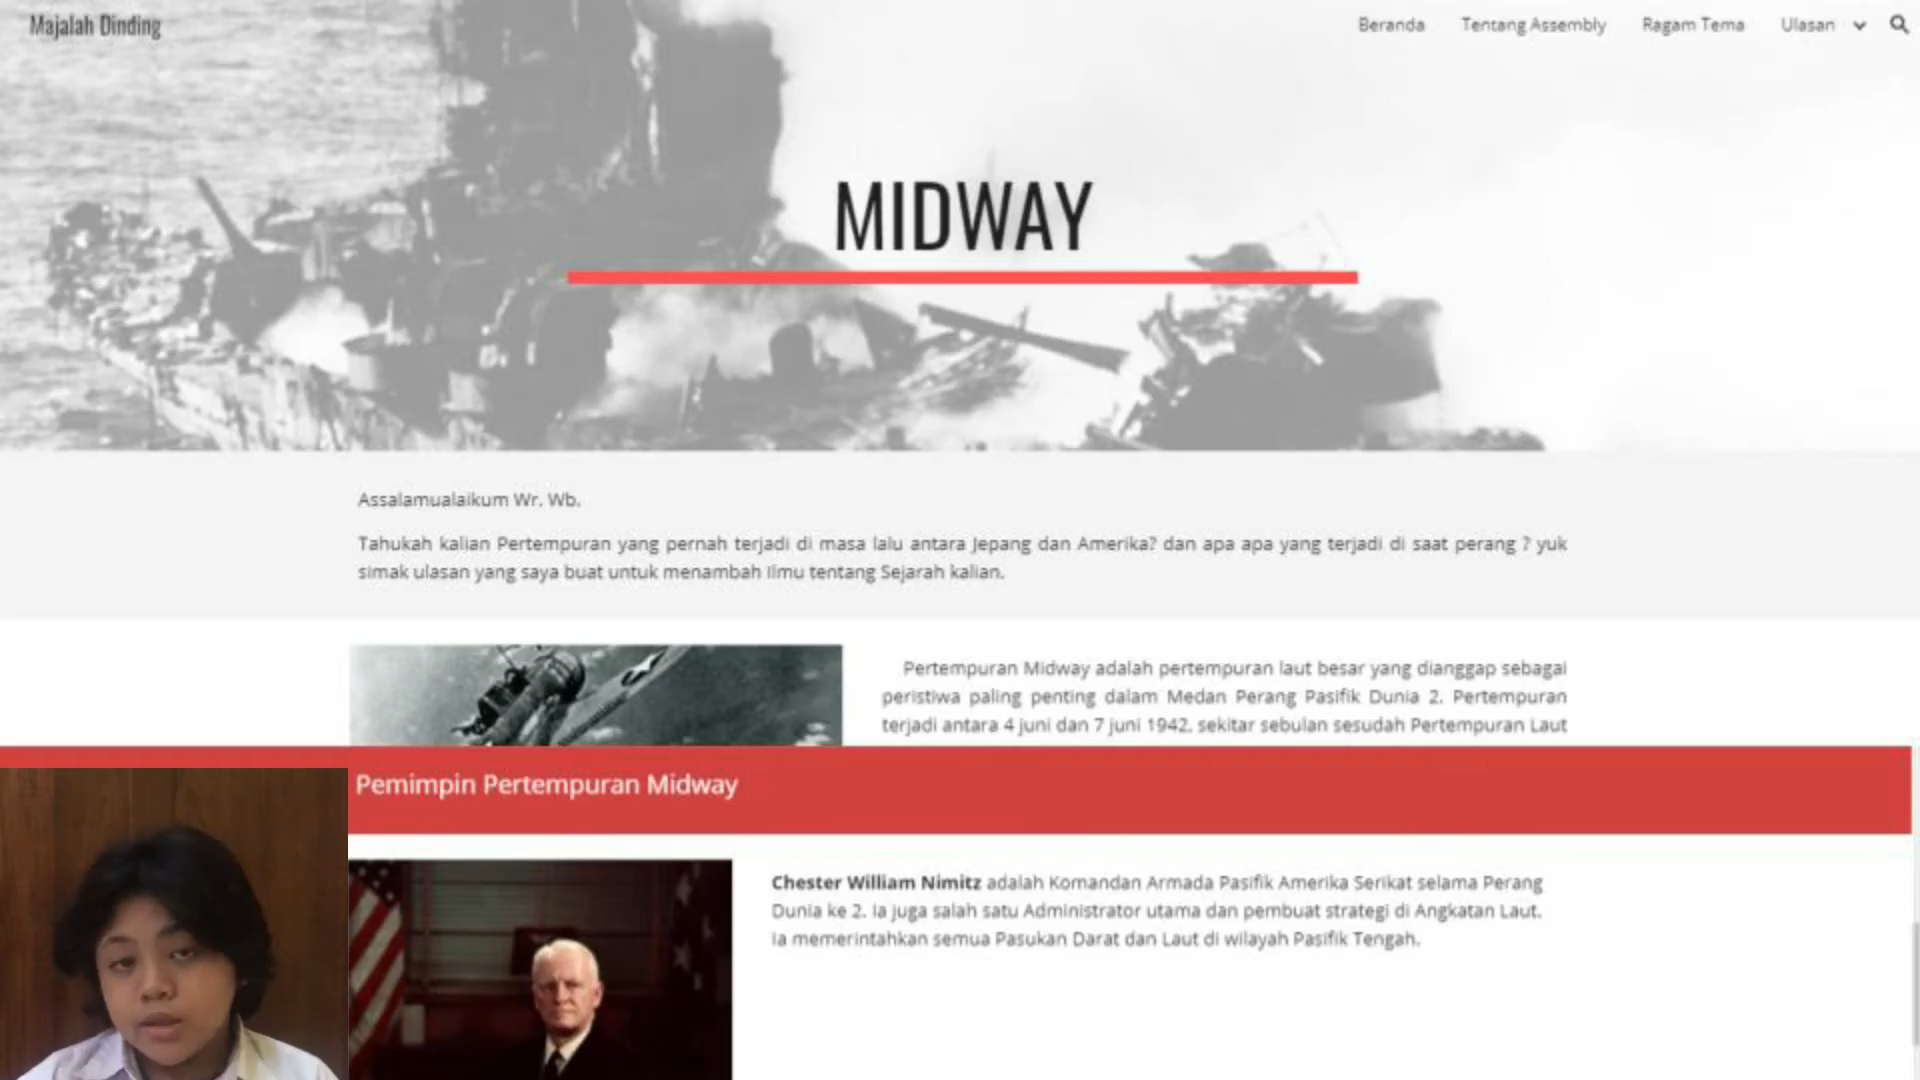 Majalah Dinding
Beranda
Tentang Assembly
Ragam Tema
Ulasan
MIDWAY
Assalamualaikum Wr. Wb.
Tahukah kalian Pertempuran yang pernah terjadi di masa lalu antara Jepang dan Amerika? dan apa apa yang terjadi di saat perang ? yuk
simak ulasan yang saya buat untuk menambah Ilmu tentang Sejarah kalian.
Pertempuran Midway adalah pertempuran laut besar yang dianggap sebagai
peristiwa paling penting dalam Medan Perang Pasifik Dunia 2. Pertempuran
terjadi antara 4 juni dan 7 juni 1942. sekitar sebulan sesudah Pertempuran Laut
Pemimpin Pertempuran Midway
Chester William Nimitz adalah Komandan Armada Pasifik Amerika Serikat selama Perang
Dunia ke 2. Ia juga salah satu Administrator utama dan pembuat strategi di Angkatan Laut.
Ia memerintahkan semua Pasukan Darat dan Laut di wilayah Pasifik Tengah.